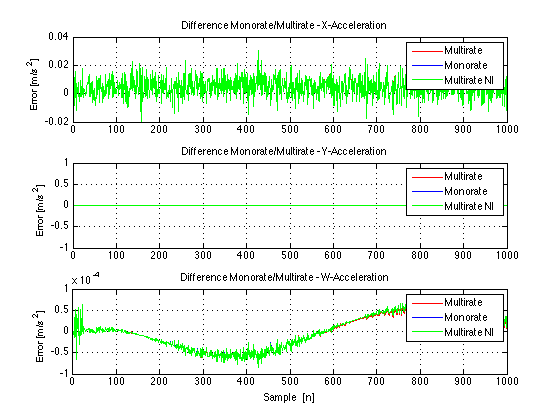 Difference Monorate/Multirate - X-Acceleration
0.04
0.02
0
-0.02
Error [m/s²]
Multirate
Monorate
Multirate NI
0 100 200 300 400 500 600 700 800 900 1000
Difference Monorate/Multirate - Y-Acceleration
1
0.5
0
-0.5
-1
Error [m/s²]
Multirate
Monorate
Multirate NI
0 100 200 300 400 500 600 700 800 900 1000
Difference Monorate/Multirate - W-Acceleration
x 10⁻⁴
1
0.5
0
-0.5
-1
Error [m/s²]
Multirate
Monorate
Multirate NI
0 100 200 300 400 500 600 700 800 900 1000
Sample [n]